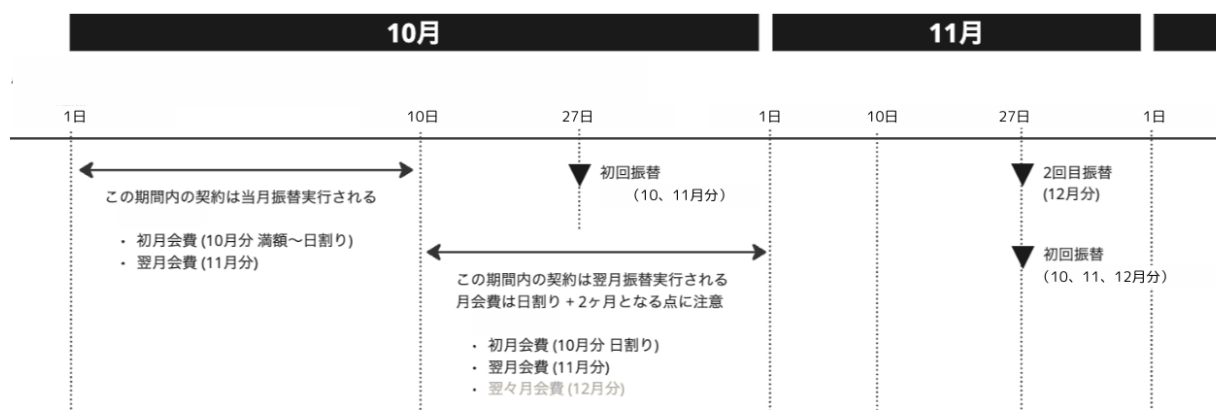 10月
11月
1日
10日
27日
1日
10日
27日
1日
この期間内の契約は当月振替実行される
・ 初月会費 (10月分 満額～日割り)
・ 翌月会費 (11月分)
初回振替
（10、11月分）
この期間内の契約は翌月振替実行される
月会費は日割り + 2ヶ月となる点に注意
・ 初月会費 (10月分 日割り)
・ 翌月会費 (11月分)
・ 翌々月会費 (12月分)
2回目振替
(12月分)
初回振替
（10、11、12月分）